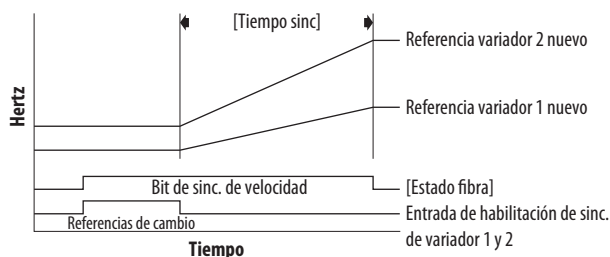 [Tiempo sinc]
Referencia variador 2 nuevo
Hertz
Referencia variador 1 nuevo
Bit de sinc. de velocidad
[Estado fibra]
Entrada de habilitación de sinc.
de variador 1 y 2
Referencias de cambio
Tiempo